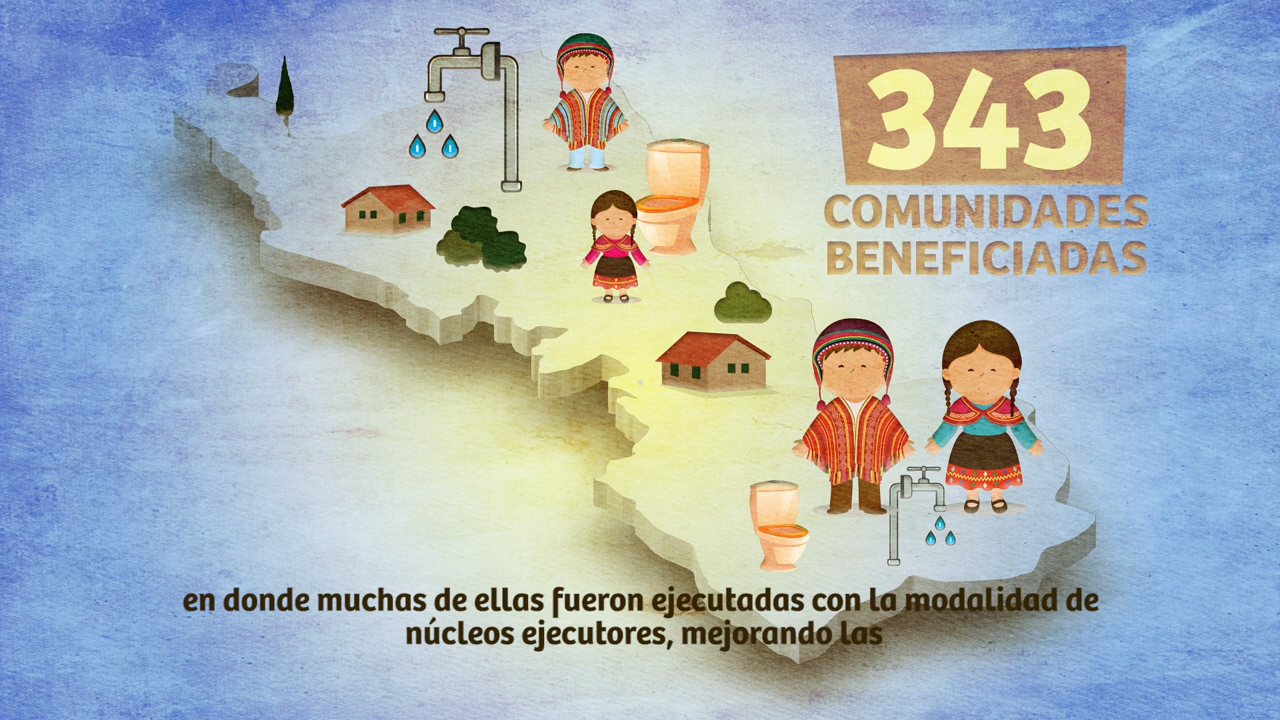 343
COMUNIDADES
BENEFICIADAS
en donde muchas de ellas fueron ejecutadas con la modalidad de
núcleos ejecutores, mejorando las